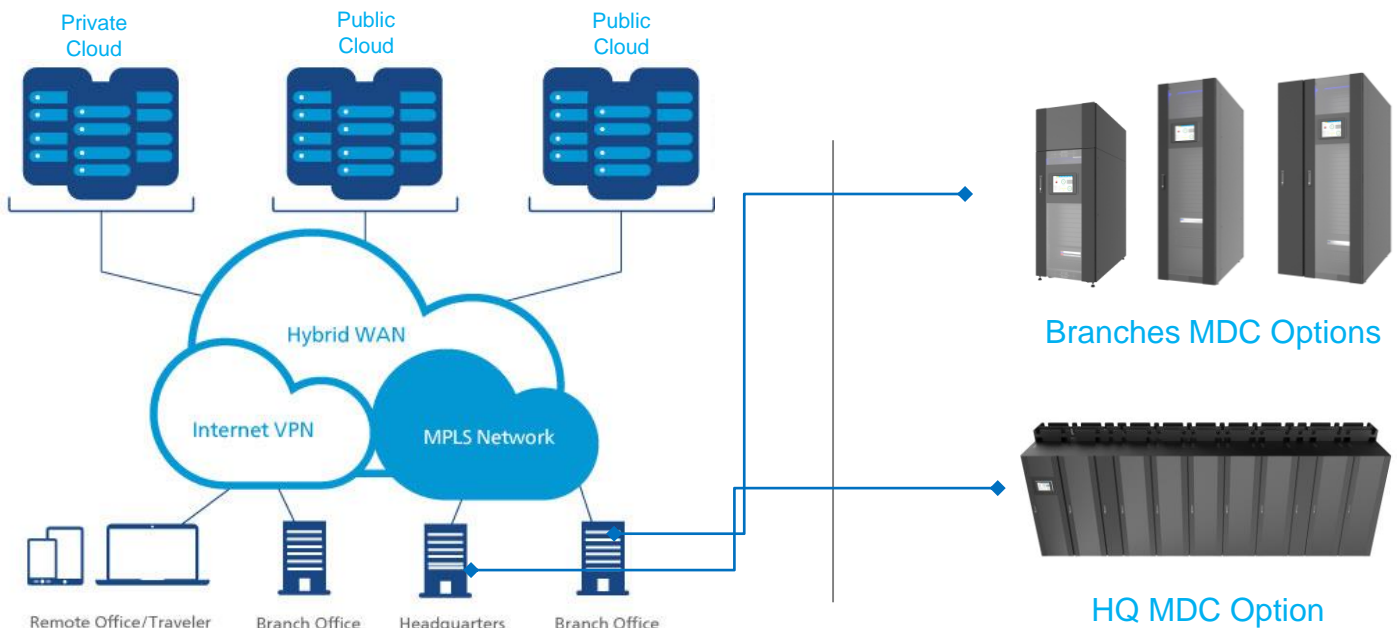 Private
Cloud
Public
Cloud
Public
Cloud
Hybrid WAN
Internet VPN
MPLS Network
Remote Office/Traveler
Branch Office
Headquarters
Branch Office
Branches MDC Options
HQ MDC Option